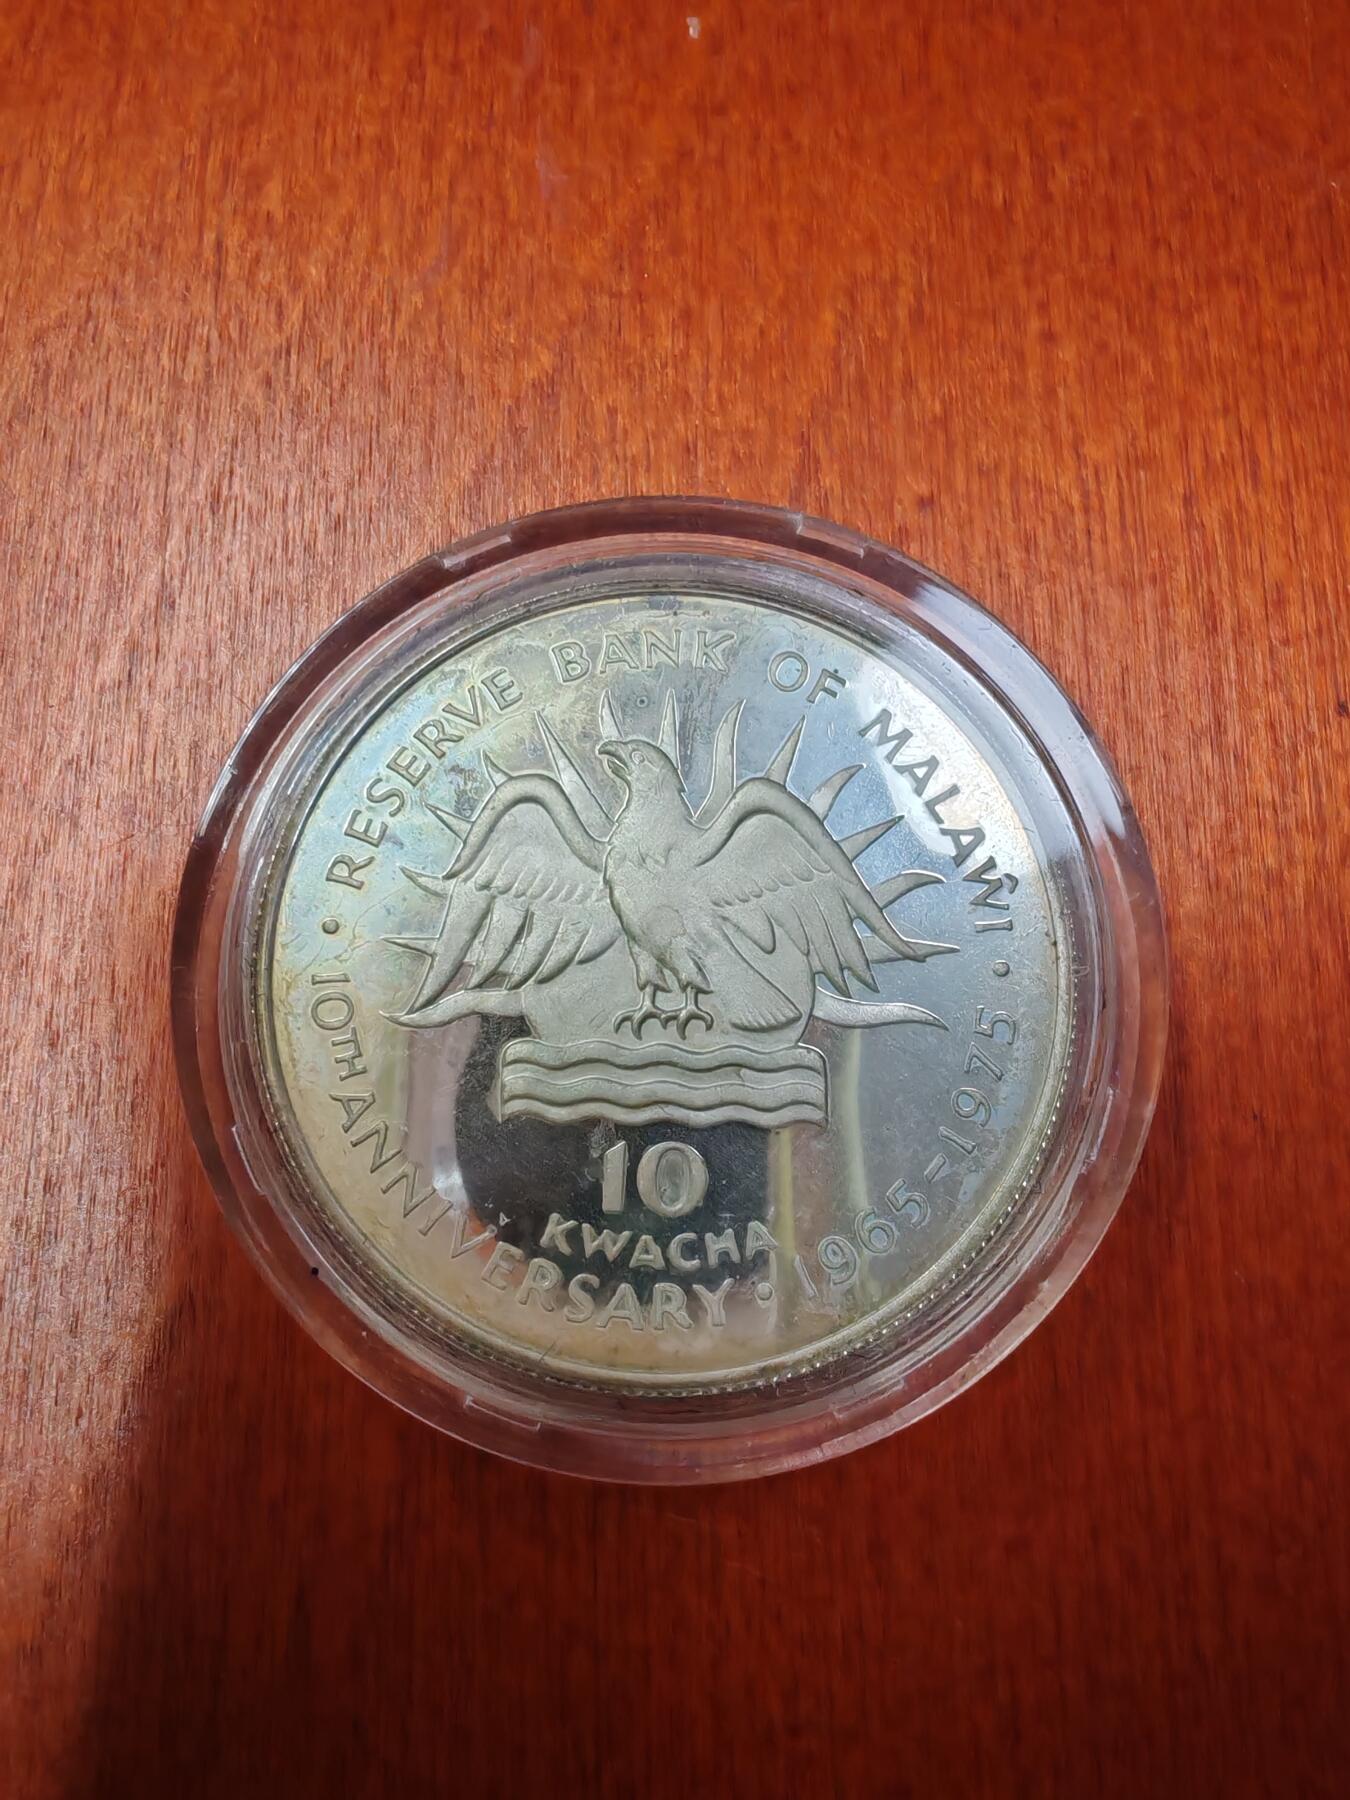 RESERVE BANK OF MALAŴI
10TH ANNIVERSARY
1965-1975
10
KWACHA